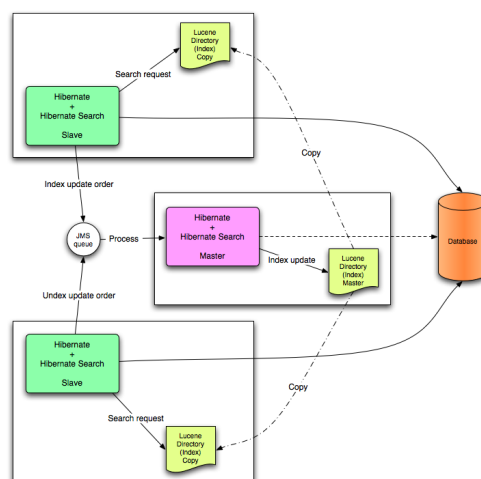 Lucene
Directory
(Index)
Copy
Search request
Hibernate
+
Hibernate Search
Slave
Copy
Index update order
JMS
queue
Process
Hibernate
+
Hibernate Search
Master
Index update
Lucene
Directory
(Index)
Master
Database
Undex update order
Hibernate
+
Hibernate Search
Slave
Copy
Search request
Lucene
Directory
(Index)
Copy